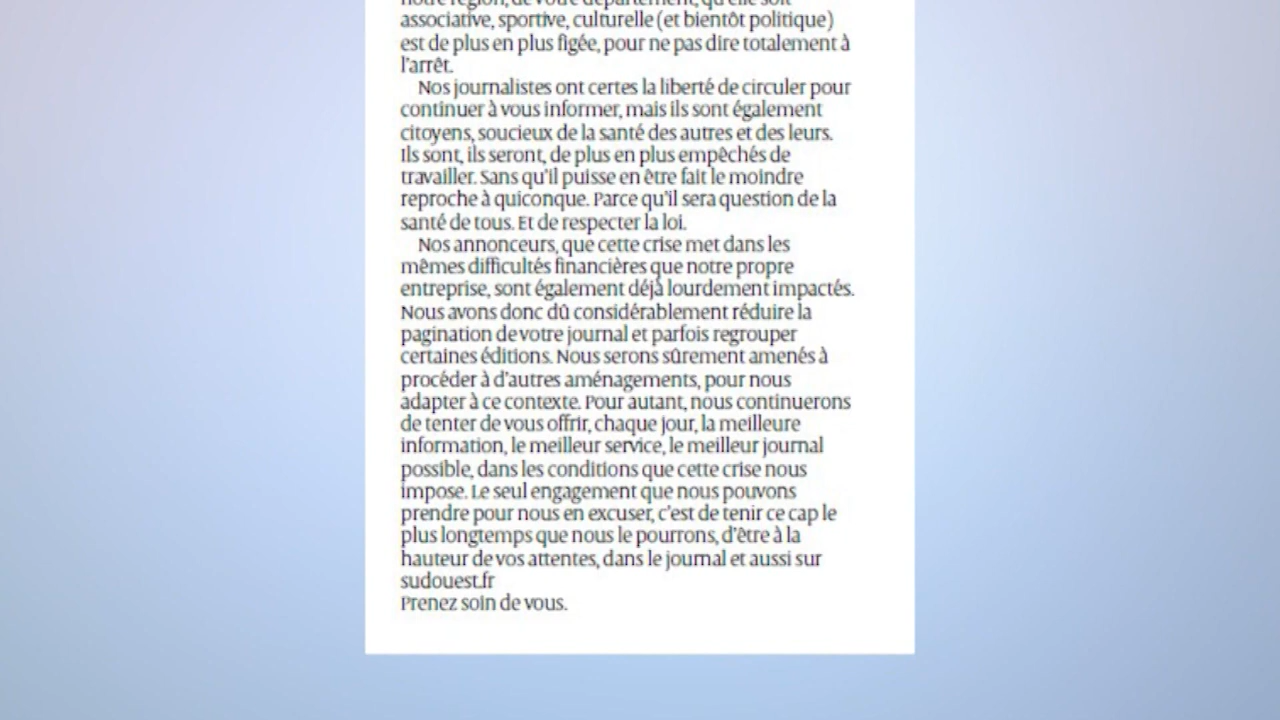 notre région, de votre département, qu'elle soit
associative, sportive, culturelle (et bientôt politique)
est de plus en plus figée, pour ne pas dire totalement à
l'arrêt.
Nos journalistes ont certes la liberté de circuler pour
continuer à vous informer, mais ils sont également
citoyens, soucieux de la santé des autres et des leurs.
Ils sont, ils seront, de plus en plus empêchés de
travailler. Sans qu'il puisse en être fait le moindre
reproche à quiconque. Parce qu'il sera question de la
santé de tous. Et de respecter la loi.
Nos annonceurs, que cette crise met dans les
mêmes difficultés financières que notre propre
entreprise, sont également déjà lourdement impactés.
Nous avons donc dû considérablement réduire la
pagination de votre journal et parfois regrouper
certaines éditions. Nous serons sûrement amenés à
procéder à d'autres aménagements, pour nous
adapter à ce contexte. Pour autant, nous continuerons
de tenter de vous offrir, chaque jour, la meilleure
information, le meilleur service, le meilleur journal
possible, dans les conditions que cette crise nous
impose. Le seul engagement que nous pouvons
prendre pour nous en excuser, c'est de tenir ce cap le
plus longtemps que nous le pourrons, d'être à la
hauteur de vos attentes, dans le journal et aussi sur
sudouest.fr
Prenez soin de vous.